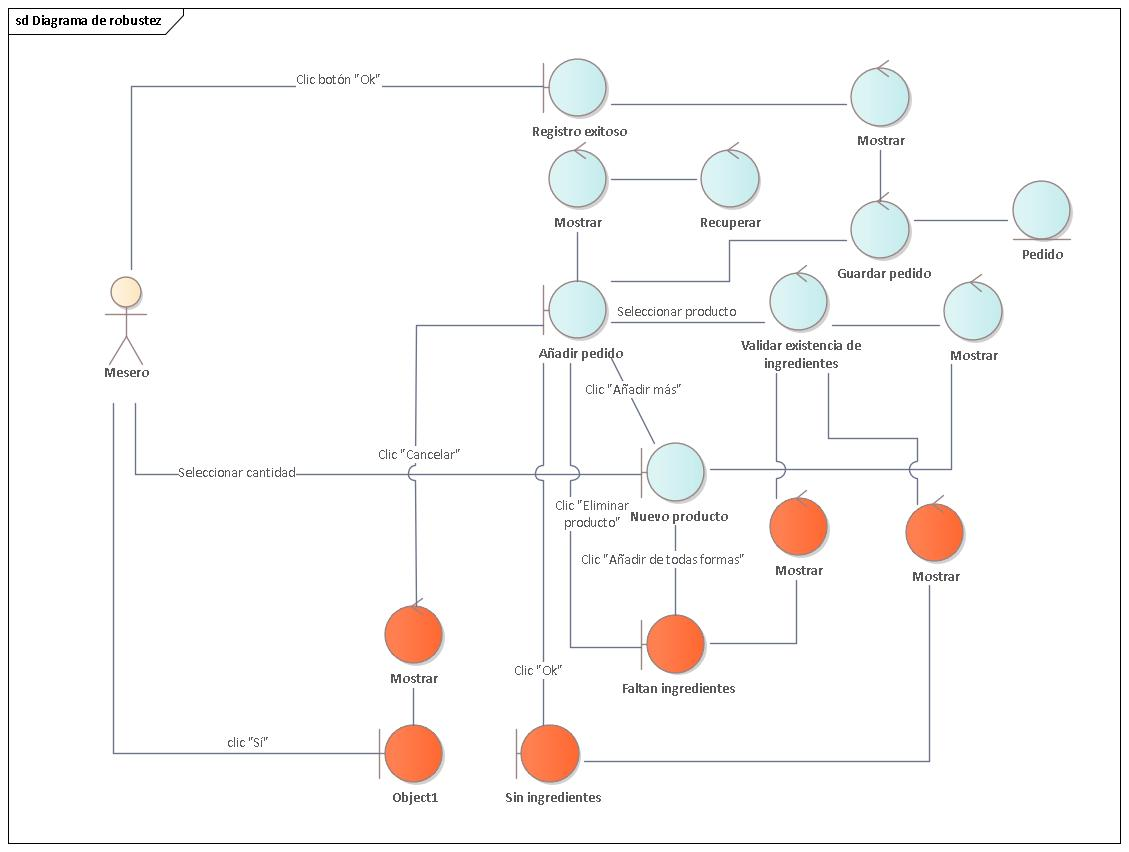 sd Diagrama de robustez
Clic botón "Ok"
Registro exitoso
Mostrar
Mostrar
Recuperar
Guardar pedido
Pedido
Mesero
Seleccionar producto
Añadir pedido
Validar existencia de
ingredientes
Mostrar
Clic "Añadir más"
Clic "Cancelar"
Seleccionar cantidad
Clic "Eliminar
producto"
Nuevo producto
Clic "Añadir de todas formas"
Mostrar
Mostrar
Mostrar
Clic "Ok"
Faltan ingredientes
clic "Sí"
Object1
Sin ingredientes